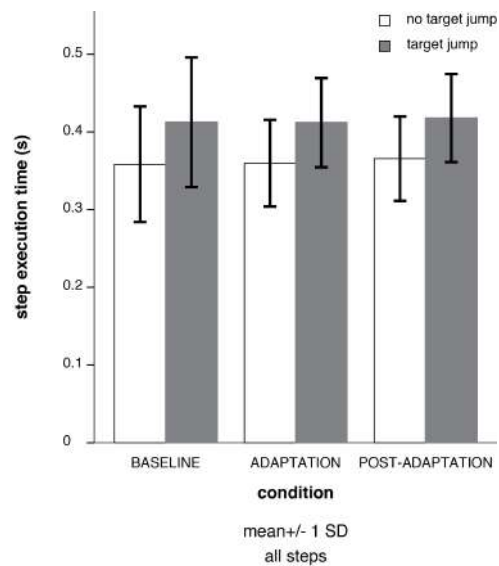 no target jump
target jump
step execution time (s)
0.5
0.4
0.3
0.2
0.1
0
BASELINE ADAPTATION POST-ADAPTATION
condition
mean+/- 1 SD
all steps